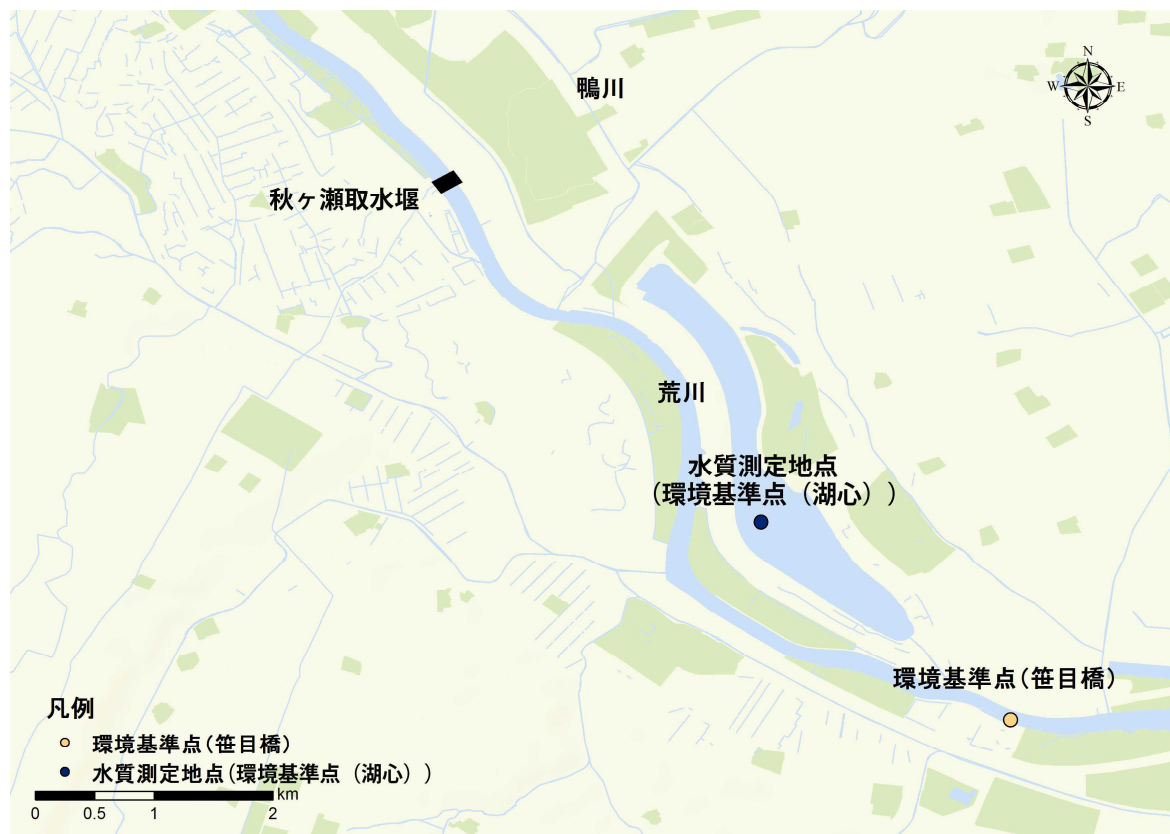 鴨川
N
W E
S
秋ヶ瀬取水堰
荒川
水質測定地点
(環境基準点（湖心）)
環境基準点(笹目橋)
凡例
環境基準点(笹目橋)
水質測定地点(環境基準点（湖心）)
km
0 0.5 1 2